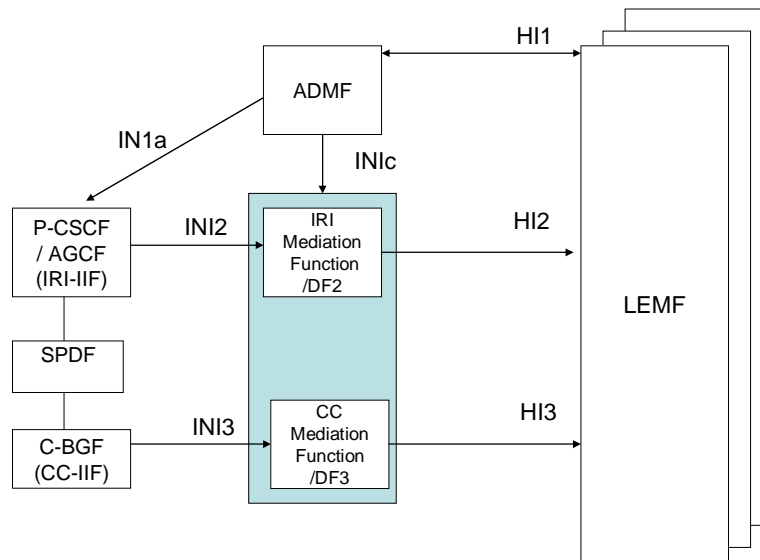 HI1
ADMF
IN1a
INIc
P-CSCF
/ AGCF
(IRI-IIF)
INI2
IRI
Mediation
Function
/DF2
HI2
LEMF
SPDF
C-BGF
(CC-IIF)
INI3
CC
Mediation
Function
/DF3
HI3